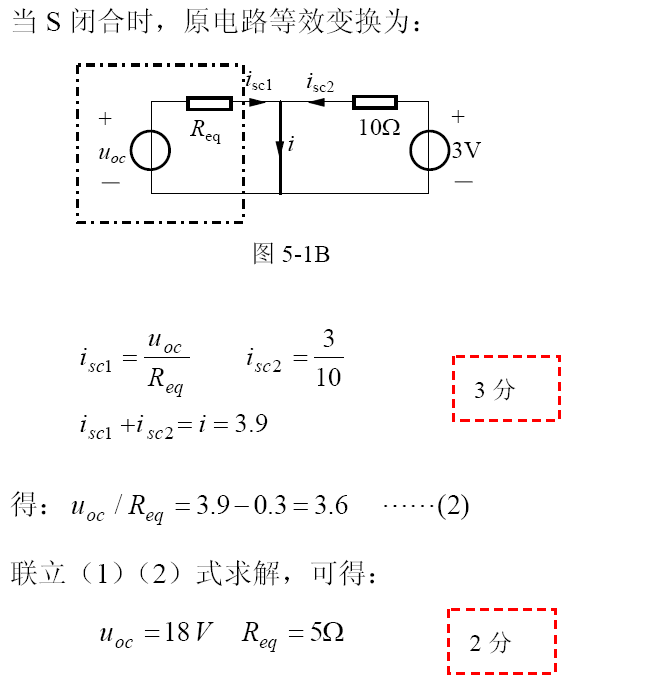 当 S 闭合时，原电路等效变换为：
isc1 isc2
+ Req i 10Ω +
uoc 3V
— —
图 5-1B
isc1 = uoc / Req isc2 = 3 / 10
3 分
isc1 + isc2 = i = 3.9
得：uoc / Req = 3.9 − 0.3 = 3.6 ……(2)
联立（1）（2）式求解，可得：
uoc = 18V Req = 5Ω
2 分